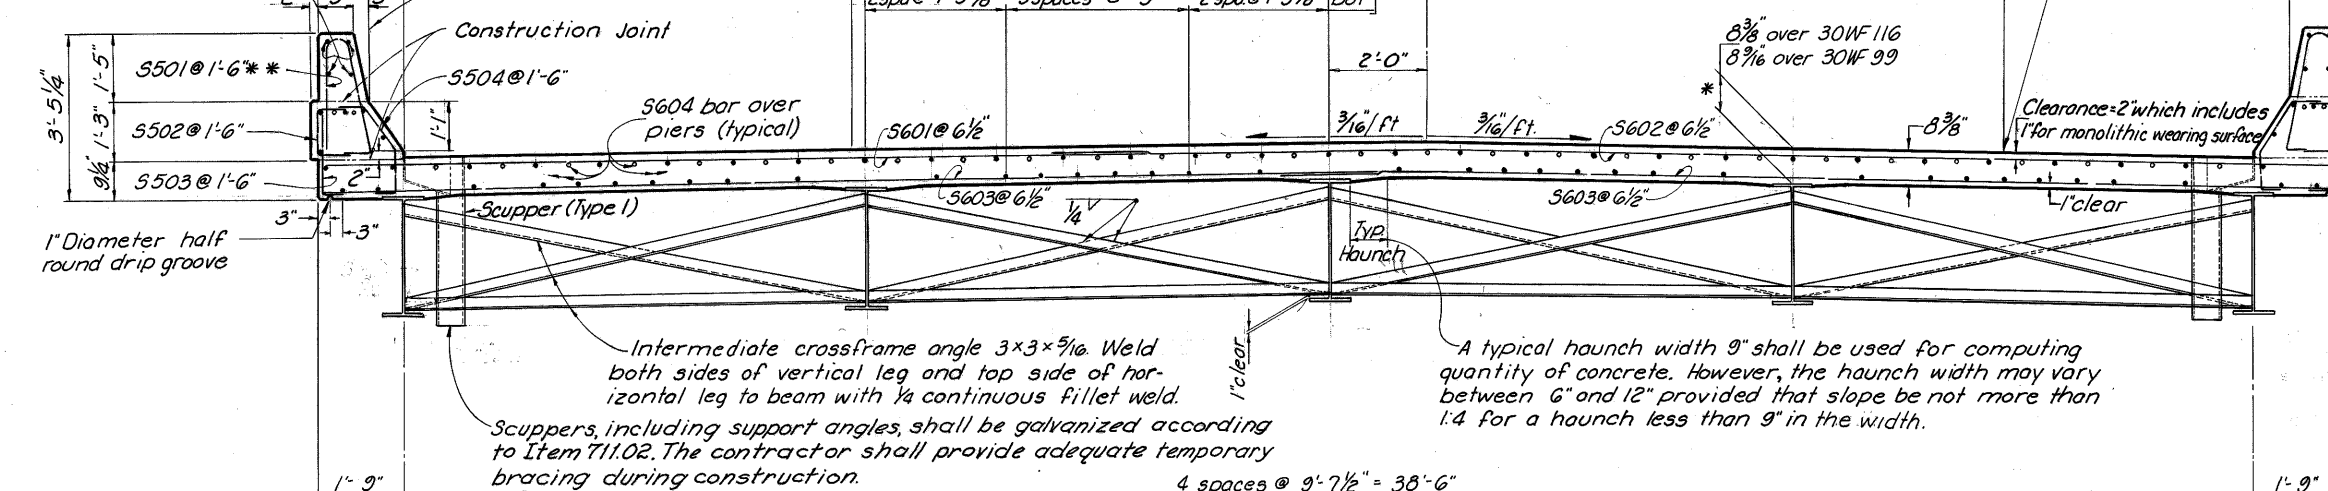 Construction Joint
S501@1'-6"**
S504@1'-6"
S502@1'-6"
S503@1'-6"
3'-5¼"
1'-5"
1'-3"
9¼"
1'-1"
2"
3"
3"
1" Diameter half
round drip groove
S604 bar over
piers (typical)
S601@6½"
S603@6½"
Scupper (Type 1)
¼ V
2'-0"
3/16"/ft
3/16"/ft.
Typ.
Haunch
8⅜" over 30WF116
8 9/16" over 30WF99
*
S602@6½"
S603@6½"
8⅜"
Clearance=2" which includes
1" for monolithic wearing surface
1" clear
1" clear
Intermediate crossframe angle 3×3×5/16. Weld
both sides of vertical leg and top side of hor-
izontal leg to beam with ¼ continuous fillet weld.
Scuppers, including support angles, shall be galvanized according
to Item 711.02. The contractor shall provide adequate temporary
bracing during construction.
A typical haunch width 9" shall be used for computing
quantity of concrete. However, the haunch width may vary
between 6" and 12" provided that slope be not more than
1:4 for a haunch less than 9" in the width.
1'-9"
4 spaces @ 9'-7½" = 38'-6"
1'-9"